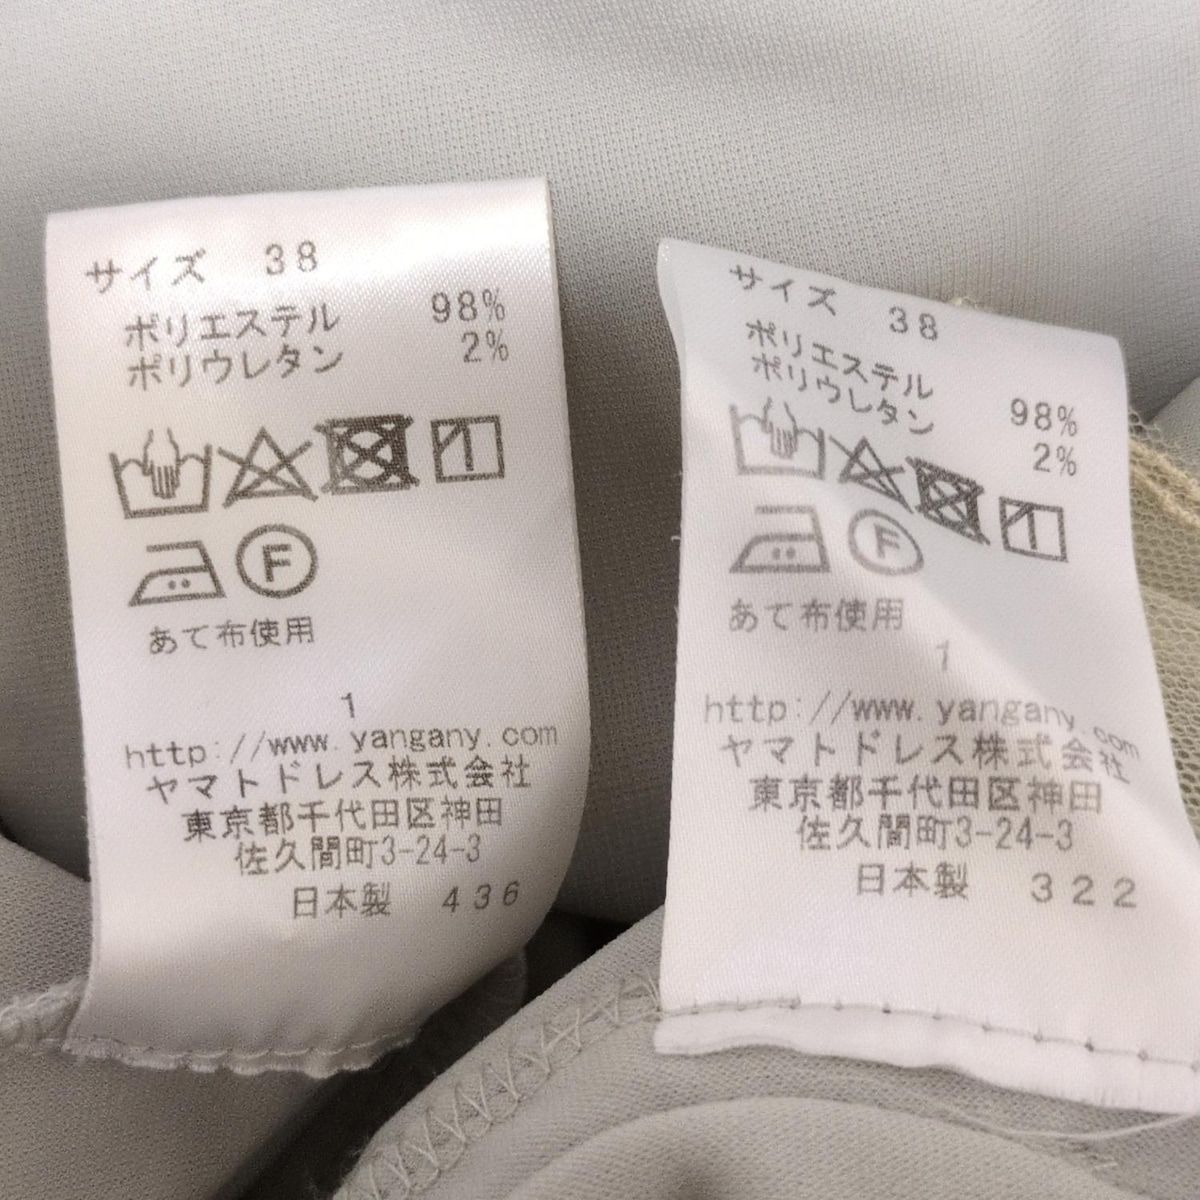 サイズ 38
ポリエステル 98%
ポリウレタン 2%
F
あて布使用
1
http://www.yangany.com
ヤマトドレス株式会社
東京都千代田区神田
佐久間町3-24-3
日本製 436
サイズ 38
ポリエステル 98%
ポリウレタン 2%
F
あて布使用
1
http://www.yangany.com
ヤマトドレス株式会社
東京都千代田区神田
佐久間町3-24-3
日本製 322